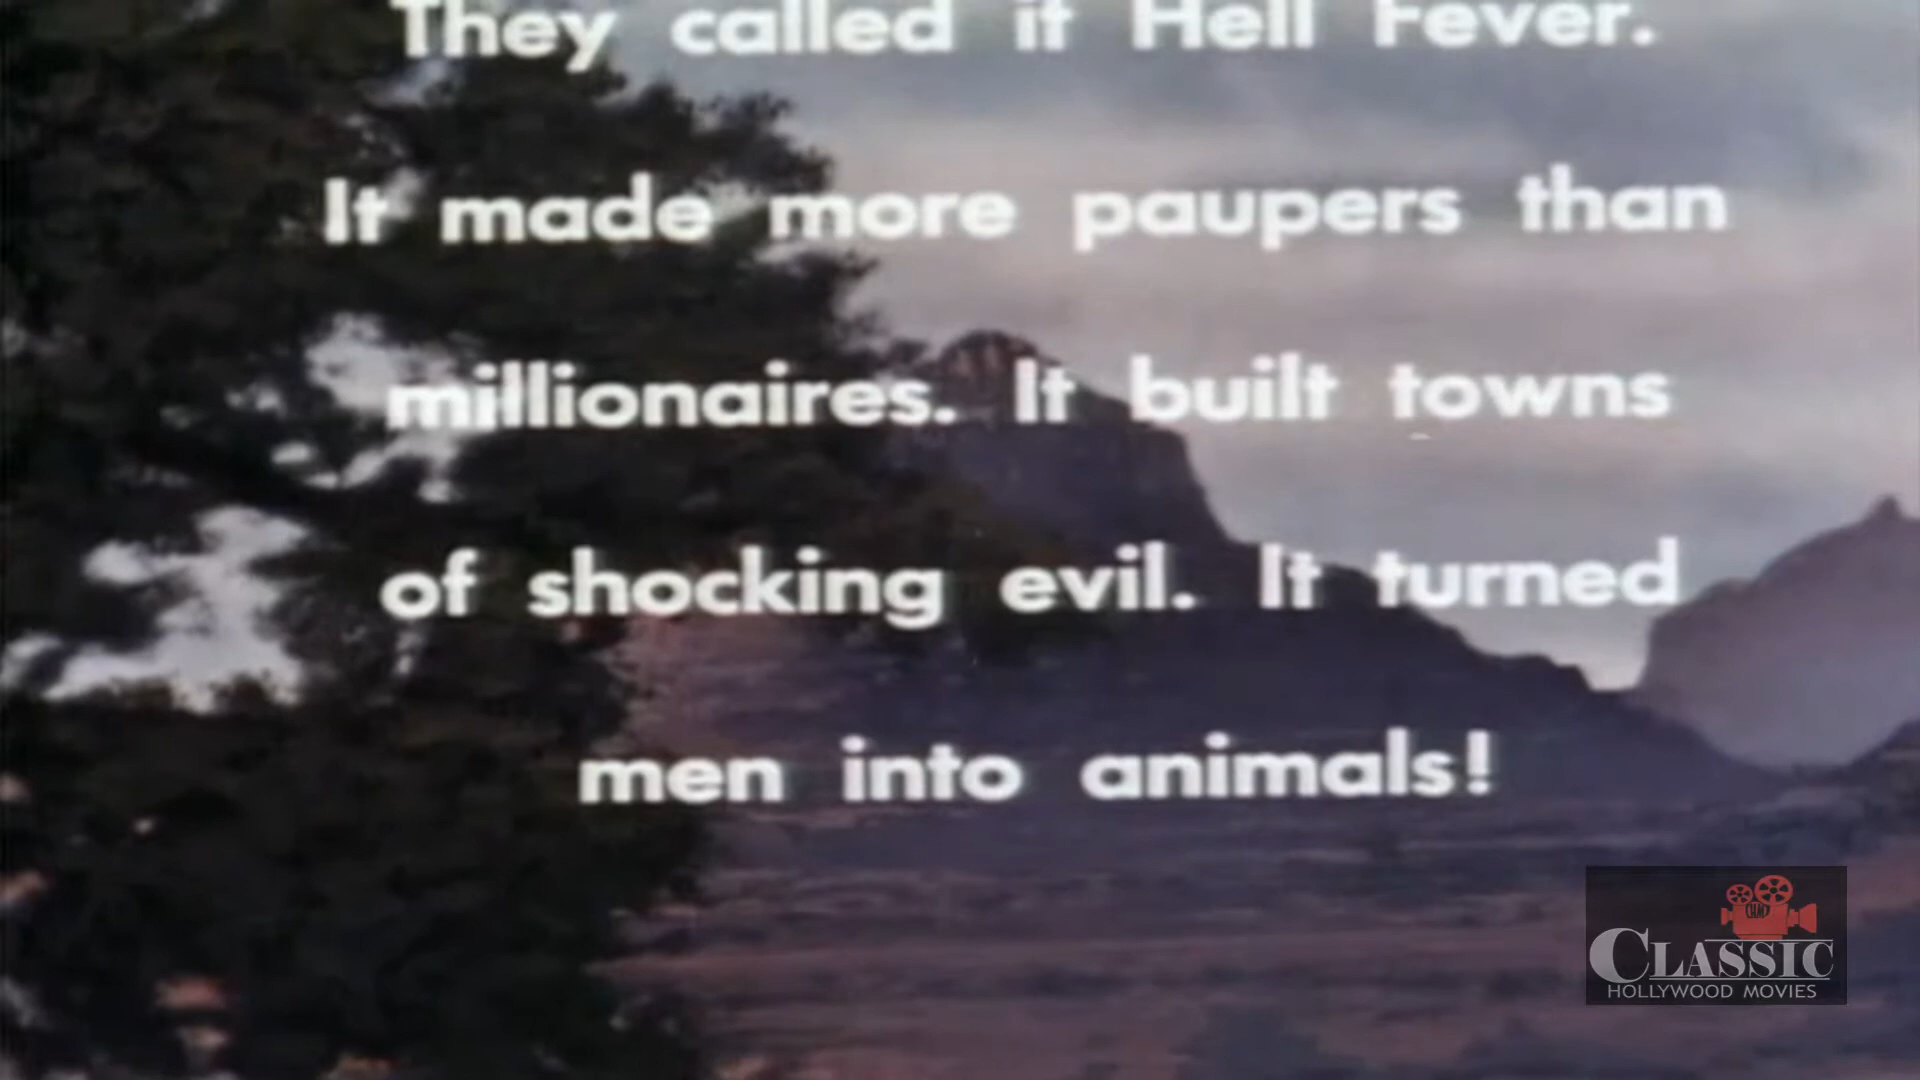 They called it Hell Fever.
It made more paupers than
millionaires. It built towns
of shocking evil. It turned
men into animals!
CHM
CLASSIC
HOLLYWOOD MOVIES